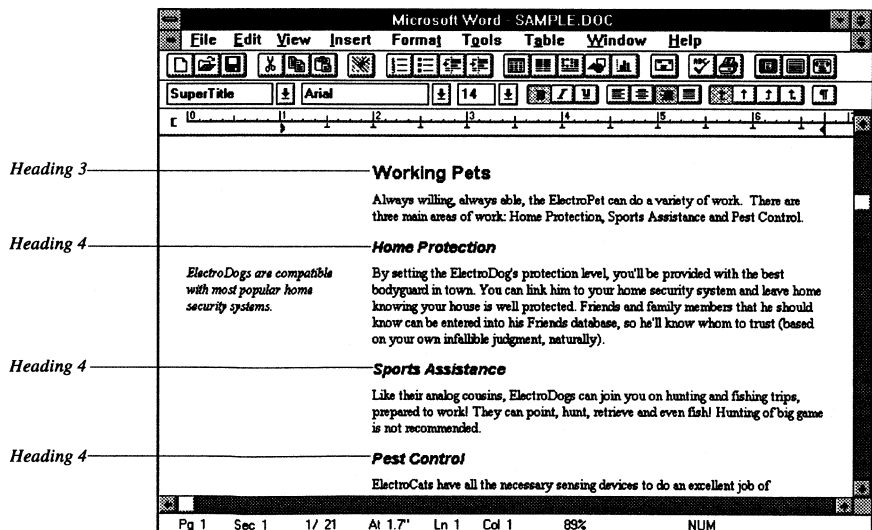 Microsoft Word - SAMPLE.DOC
File Edit View Insert Format Tools Table Window Help
SuperTitle Arial 14 B I U
0 1 2 3 4 5 6 7
Heading 3 Working Pets
Always willing, always able, the ElectroPet can do a variety of work. There are
three main areas of work: Home Protection, Sports Assistance and Pest Control.
Heading 4 Home Protection
ElectroDogs are compatible
with most popular home
security systems.
By setting the ElectroDog's protection level, you'll be provided with the best
bodyguard in town. You can link him to your home security system and leave home
knowing your house is well protected. Friends and family members that he should
know can be entered into his Friends database, so he'll know whom to trust (based
on your own infallible judgment, naturally).
Heading 4 Sports Assistance
Like their analog cousins, ElectroDogs can join you on hunting and fishing trips,
prepared to work! They can point, hunt, retrieve and even fish! Hunting of big game
is not recommended.
Heading 4 Pest Control
ElectroCats have all the necessary sensing devices to do an excellent job of
Pg 1 Sec 1 1/ 21 At 1.7" Ln 1 Col 1 89% NUM